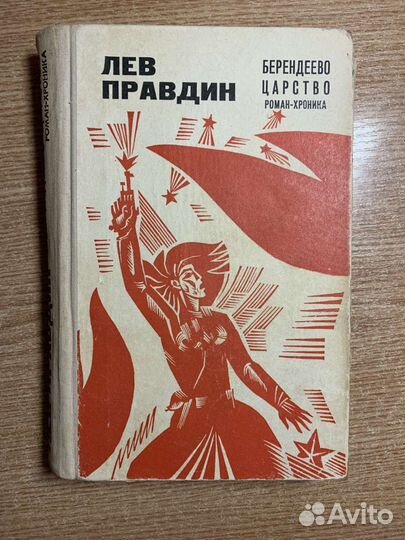 ЛЕВ
ПРАВДИН
БЕРЕНДЕЕВО
ЦАРСТВО
РОМАН-ХРОНИКА
РОМАН-ХРОНИКА
Avito